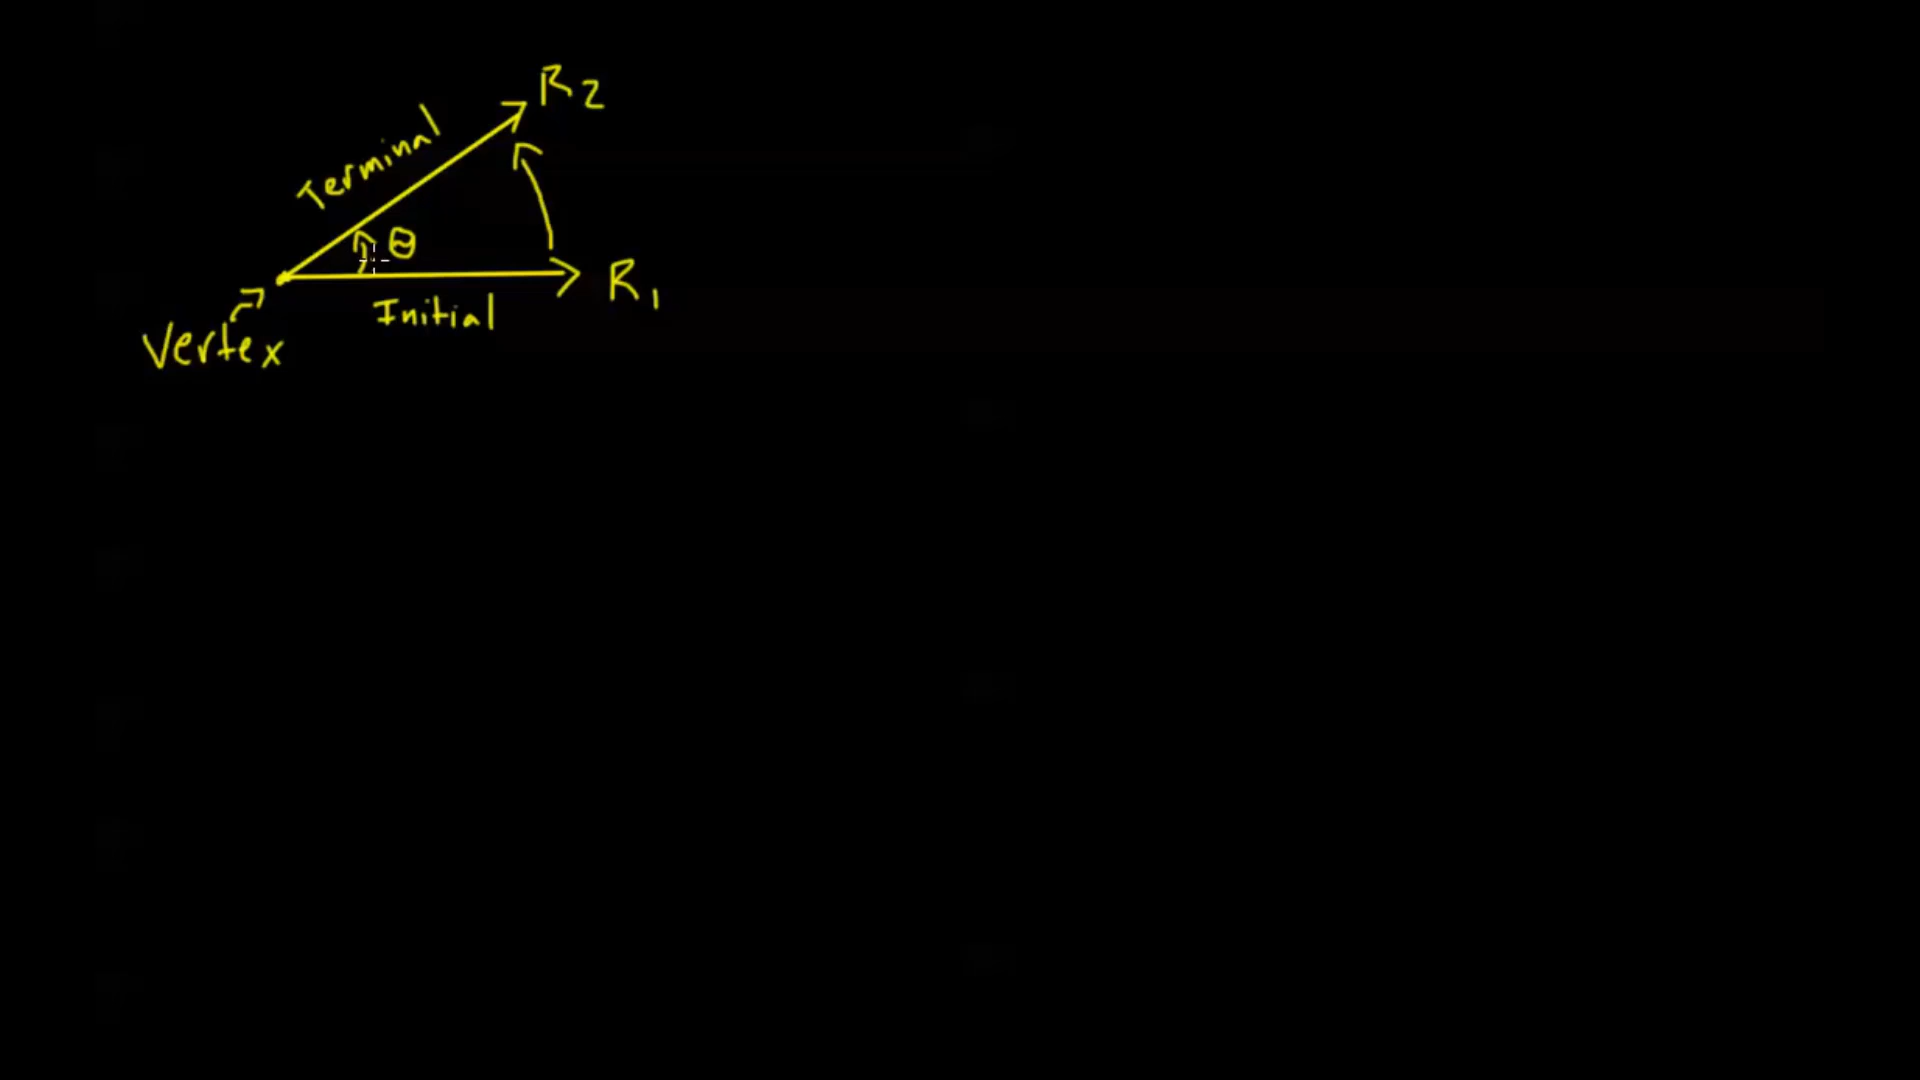 R2
Terminal
θ
R1
Initial
Vertex